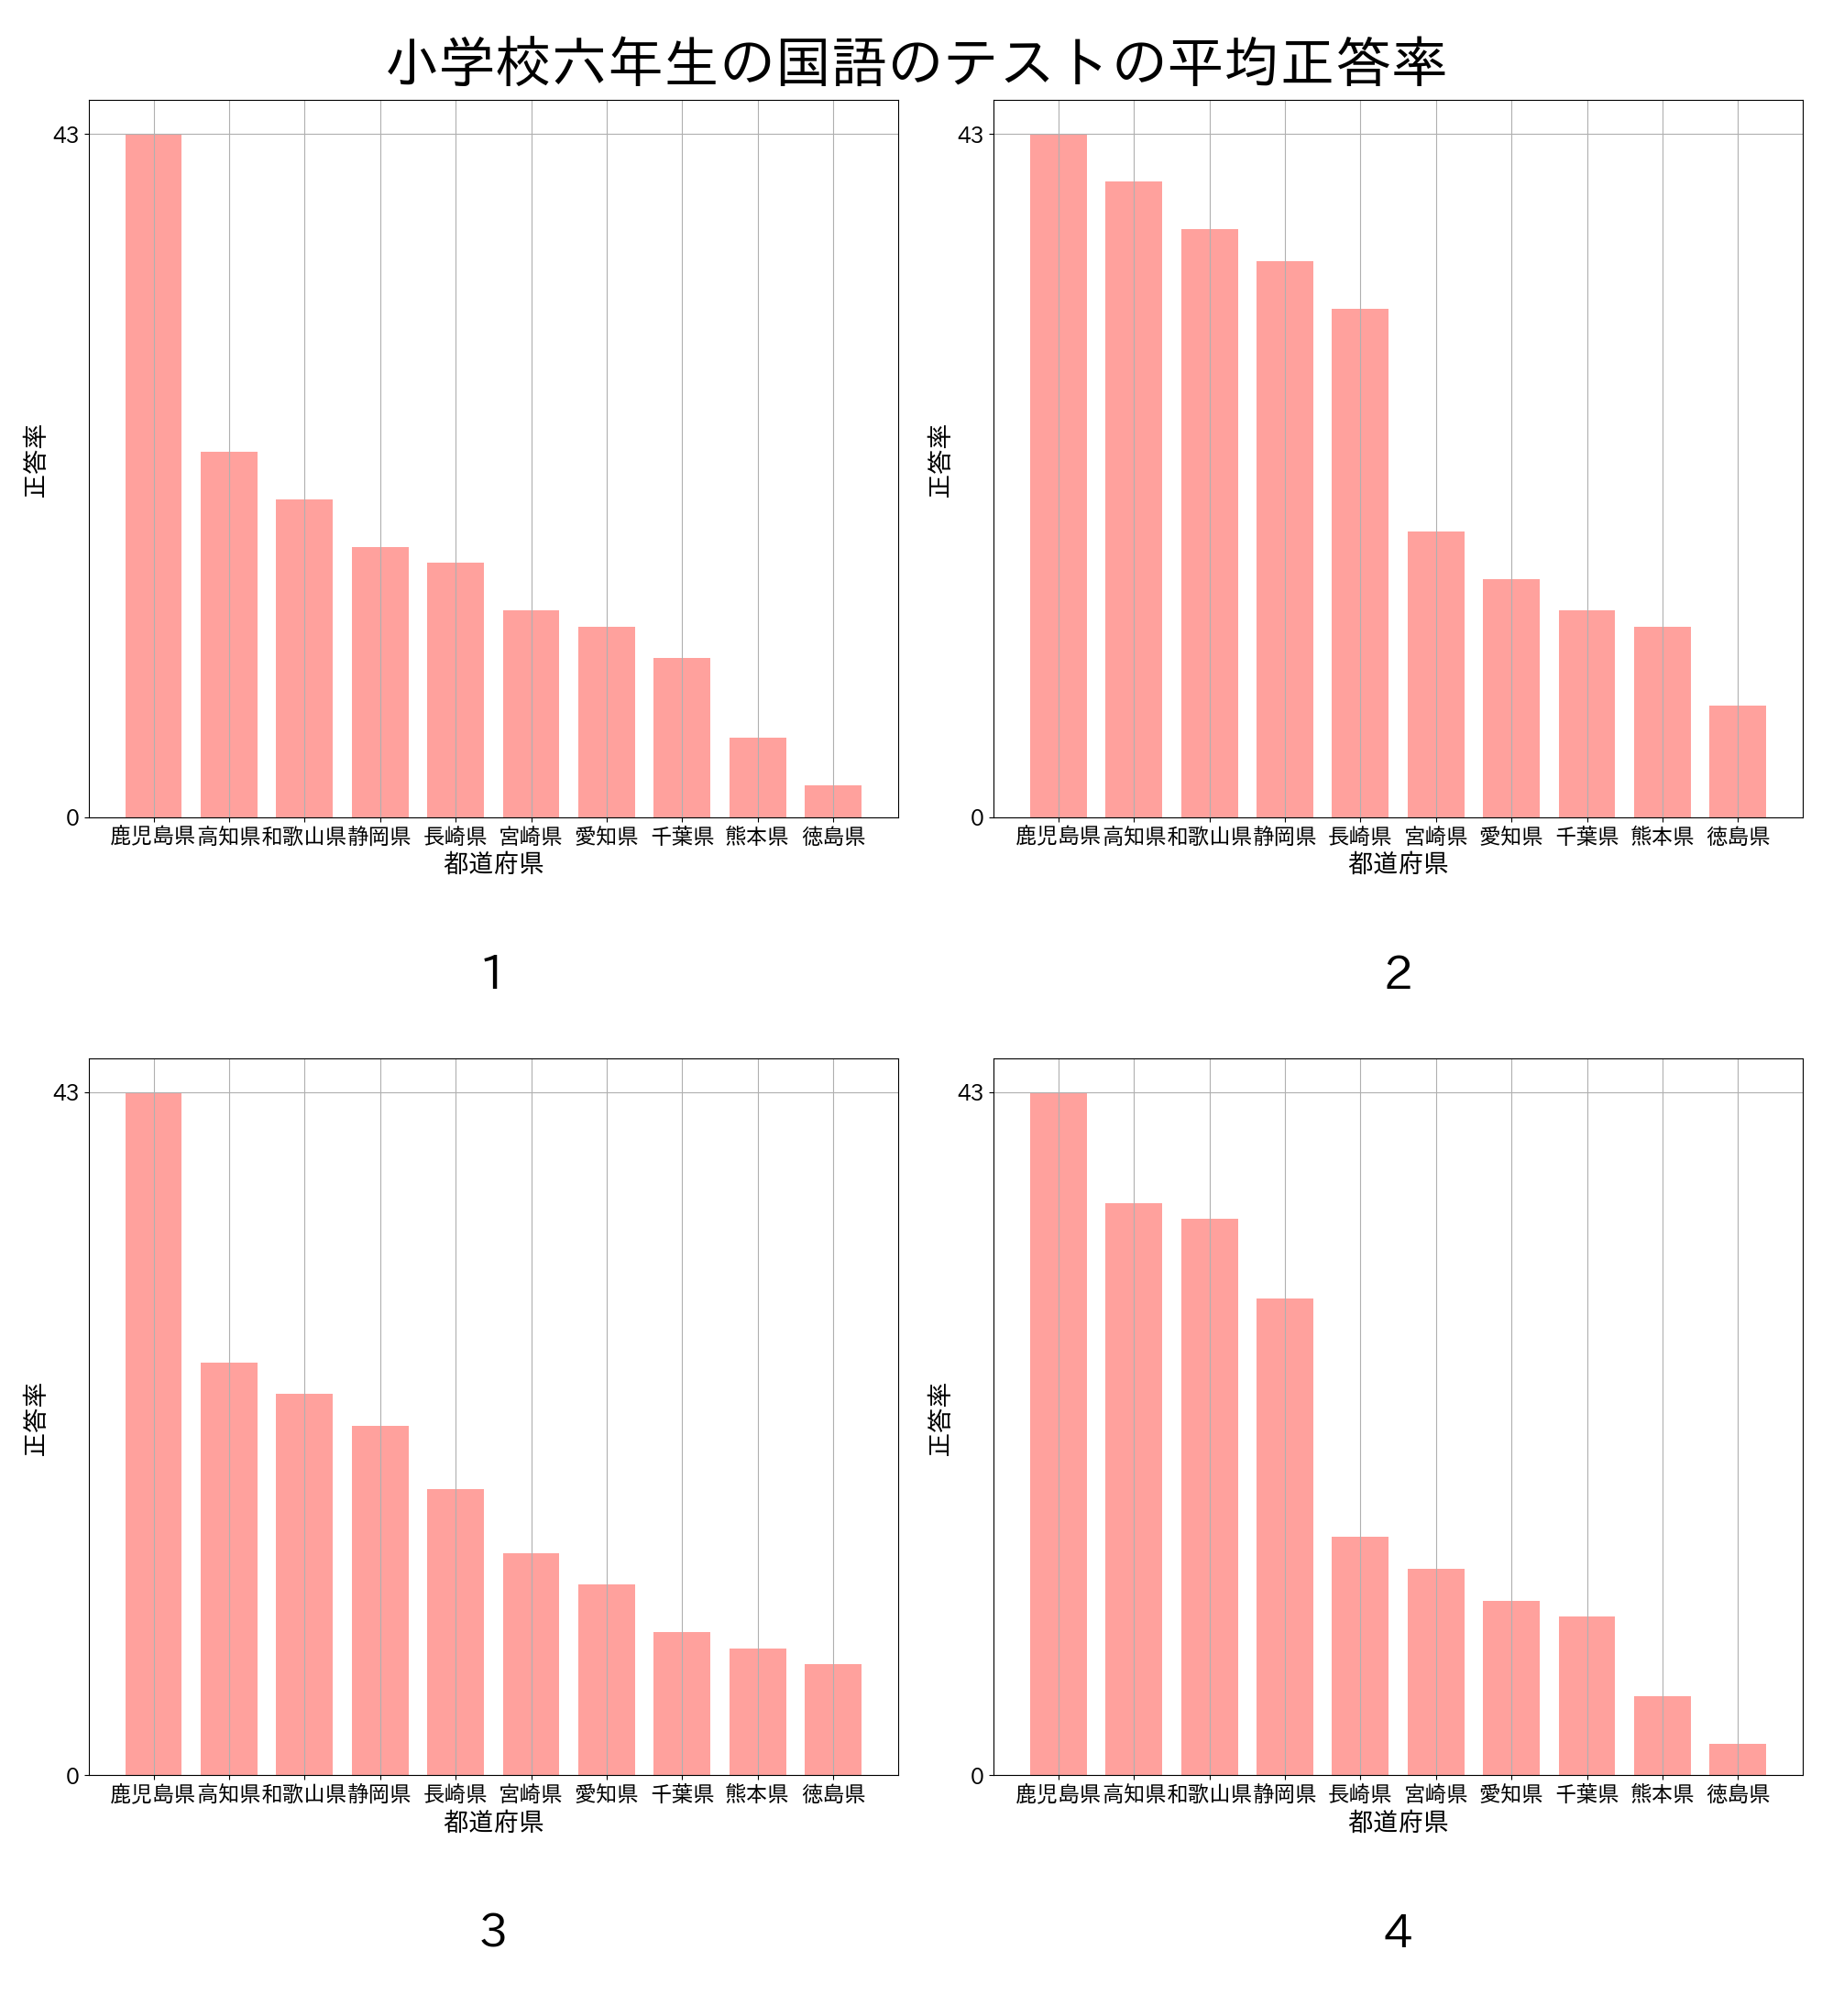 小学校六年生の国語のテストの平均正答率
43
正答率
0
鹿児島県 高知県 和歌山県 静岡県 長崎県 宮崎県 愛知県 千葉県 熊本県 徳島県
都道府県
1
43
正答率
0
鹿児島県 高知県 和歌山県 静岡県 長崎県 宮崎県 愛知県 千葉県 熊本県 徳島県
都道府県
2
43
正答率
0
鹿児島県 高知県 和歌山県 静岡県 長崎県 宮崎県 愛知県 千葉県 熊本県 徳島県
都道府県
3
43
正答率
0
鹿児島県 高知県 和歌山県 静岡県 長崎県 宮崎県 愛知県 千葉県 熊本県 徳島県
都道府県
4